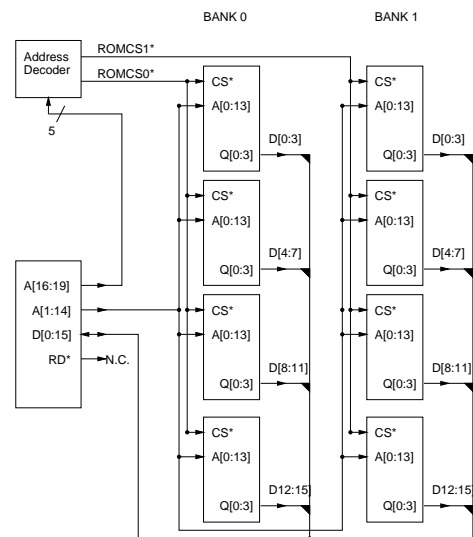 BANK 0
BANK 1
Address
Decoder
ROMCS1*
ROMCS0*
5
A[16:19]
A[1:14]
D[0:15]
RD*
N.C.
CS*
A[0:13]
Q[0:3]
D[0:3]
CS*
A[0:13]
Q[0:3]
D[4:7]
CS*
A[0:13]
Q[0:3]
D[8:11]
CS*
A[0:13]
Q[0:3]
D12:15]
CS*
A[0:13]
Q[0:3]
D[0:3]
CS*
A[0:13]
Q[0:3]
D[4:7]
CS*
A[0:13]
Q[0:3]
D[8:11]
CS*
A[0:13]
Q[0:3]
D12:15]